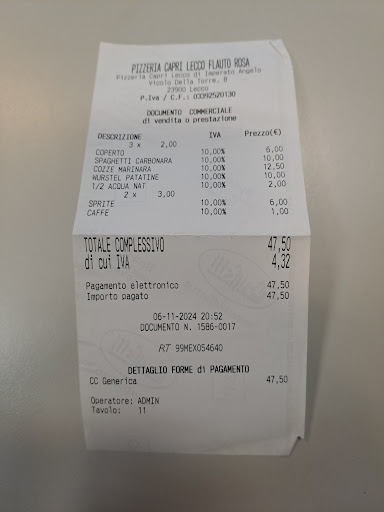 PIZZERIA CAPRI LECCO FLAUTO ROSA
Pizzeria Capri Lecco di Imperato Angelo
Vicolo Della Torre, 8
23900 Lecco
P.Iva / C.F.: 03392520130
DOCUMENTO COMMERCIALE
di vendita o prestazione
DESCRIZIONE IVA Prezzo(€)
3 x 2,00
COPERTO 10,00% 6,00
SPAGHETTI CARBONARA 10,00% 10,00
COZZE MARINARA 10,00% 12,50
WURSTEL PATATINE 10,00% 10,00
1/2 ACQUA NAT 10,00% 2,00
2 x 3,00
SPRITE 10,00% 6,00
CAFFE 10,00% 1,00
TOTALE COMPLESSIVO 47,50
di cui IVA 4,32
Pagamento elettronico 47,50
Importo pagato 47,50
06-11-2024 20:52
DOCUMENTO N. 1586-0017
RT 99MEX054640
DETTAGLIO FORME di PAGAMENTO
CC Generica 47,50
Operatore: ADMIN
Tavolo: 11